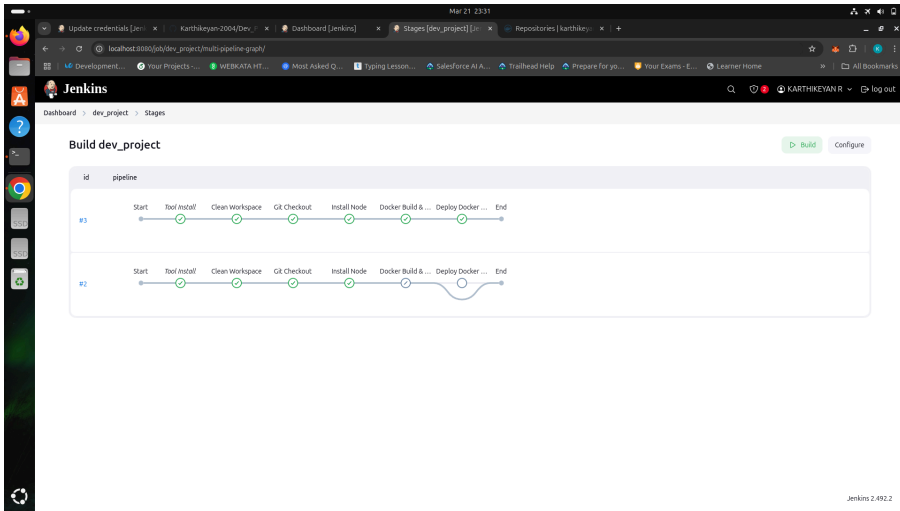 Mar 21 23:31
Update credentials [Jenk
Karthikeyan-2004/Dev_P
Dashboard [Jenkins]
Stages [dev_project] [Je
Repositories | karthikey
localhost:8080/job/dev_project/multi-pipeline-graph/
Development... Your Projects -... WEBKATA HT... Most Asked Q... Typing Lesson... Salesforce AI A... Trailhead Help Prepare for yo... Your Exams - E... Learner Home » All Bookmarks
Jenkins
2 KARTHIKEYAN R log out
Dashboard > dev_project > Stages
Build dev_project
Build Configure
id pipeline
Start Tool Install Clean Workspace Git Checkout Install Node Docker Build & ... Deploy Docker ... End
#3
Start Tool Install Clean Workspace Git Checkout Install Node Docker Build & ... Deploy Docker ... End
#2
Jenkins 2.492.2